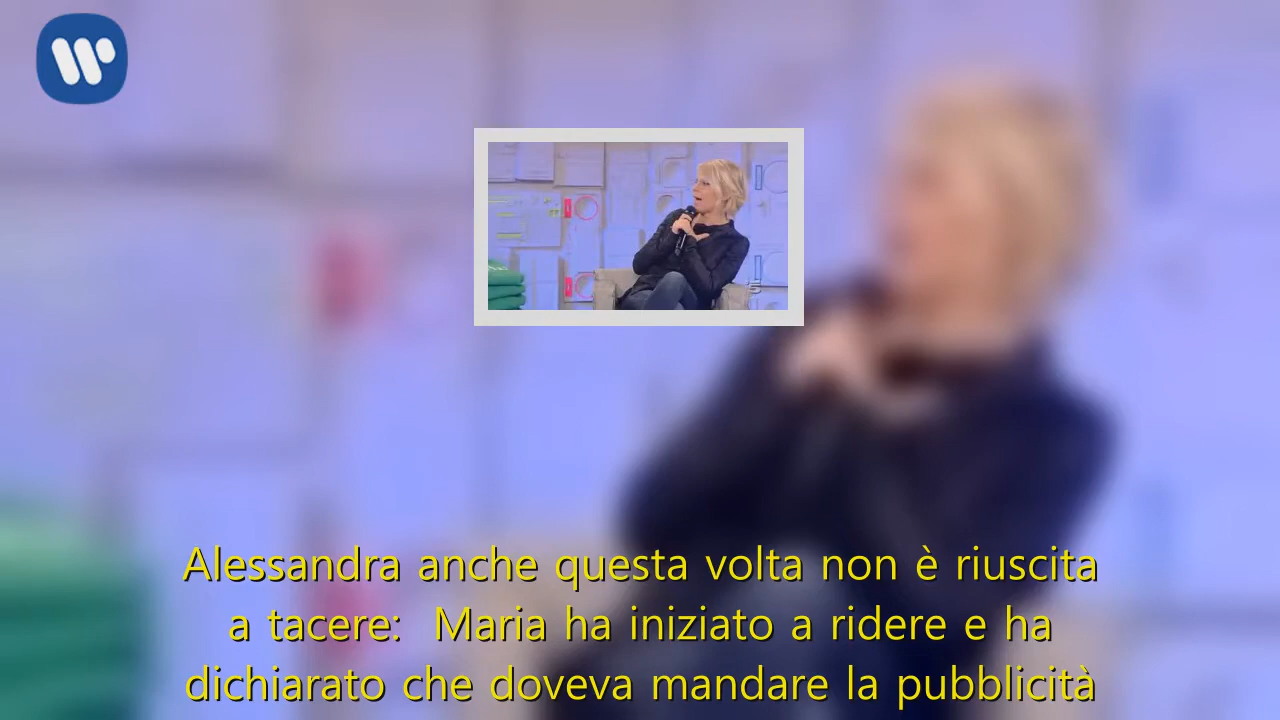 Alessandra anche questa volta non è riuscita
a tacere:  Maria ha iniziato a ridere e ha
dichiarato che doveva mandare la pubblicità